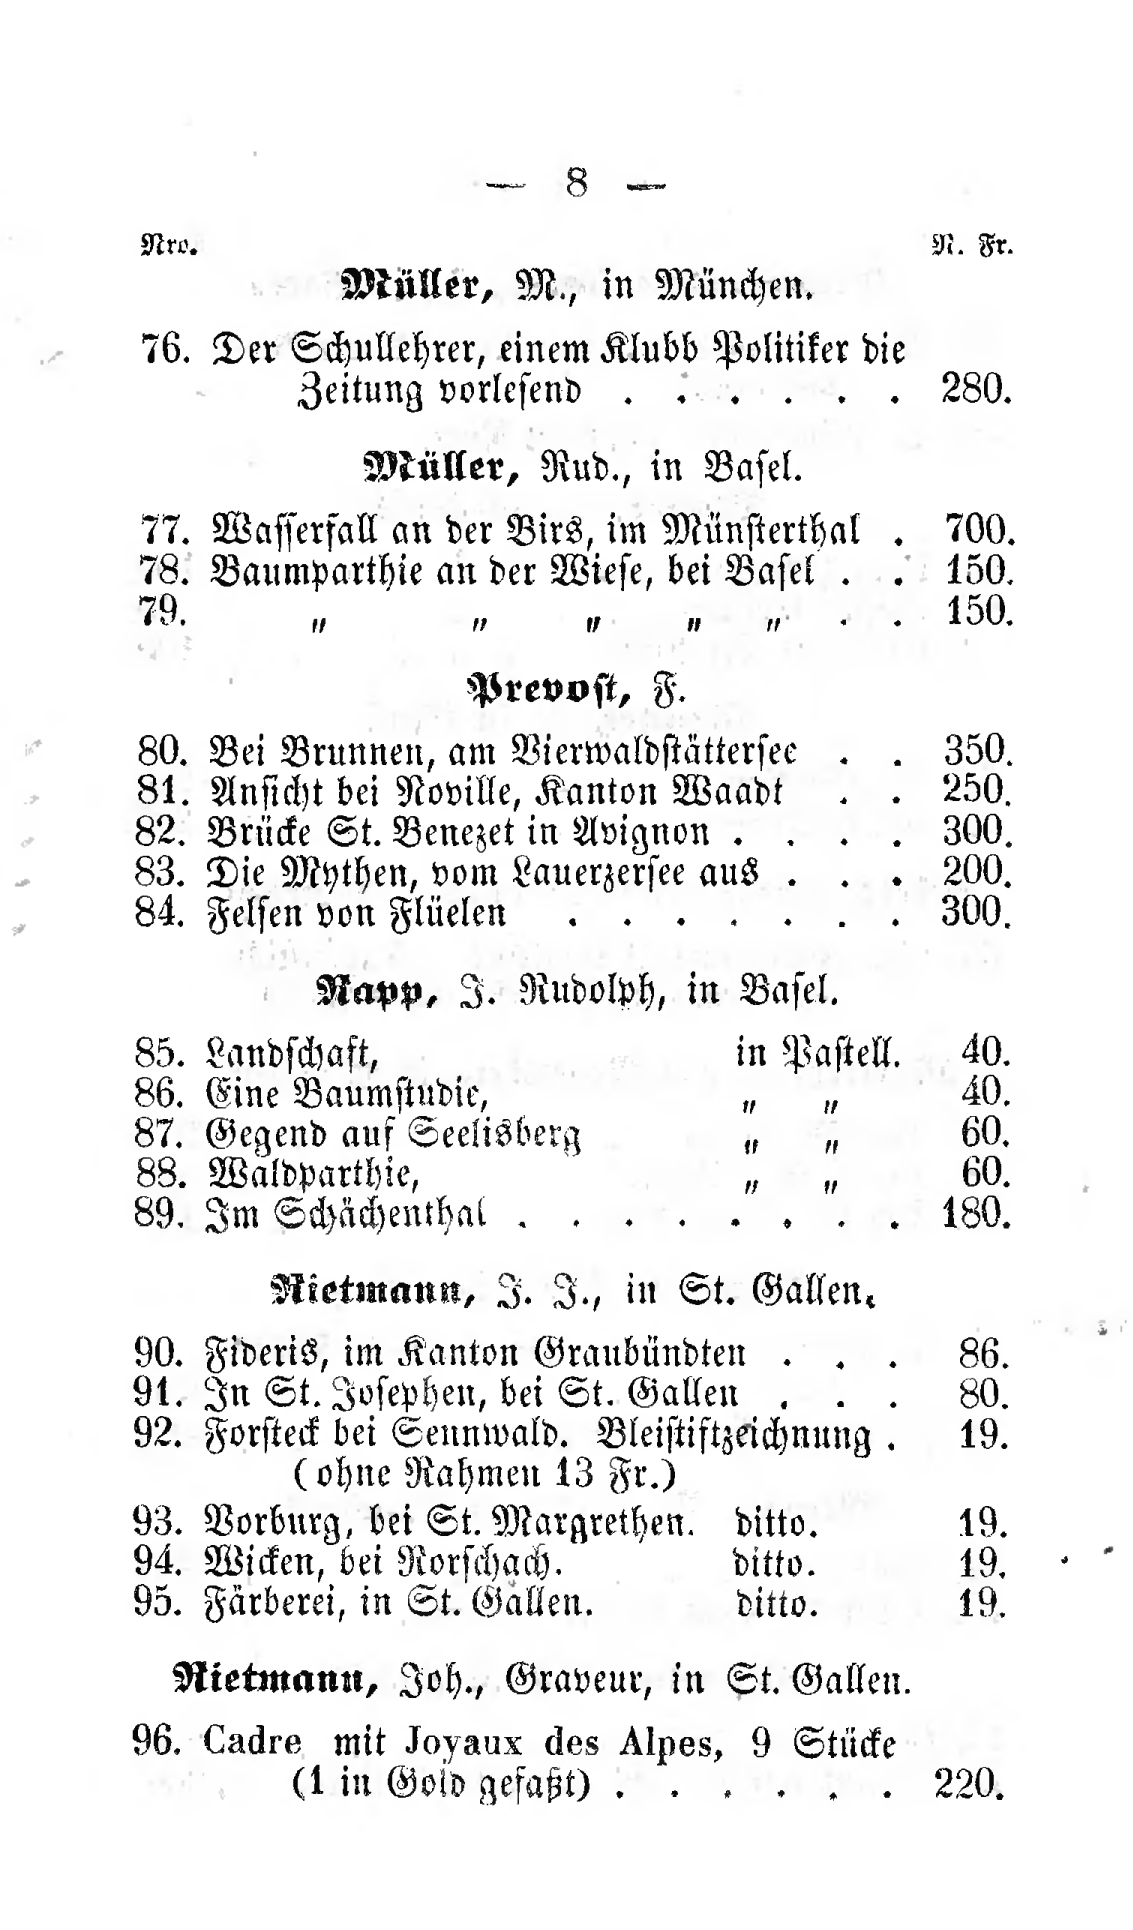 — 8 —
Nro. N. Fr.
Müller, M., in München.
76. Der Schullehrer, einem Klubb Politiker die
Zeitung vorlesend . . . . . . 280.
Müller, Rud., in Basel.
77. Wasserfall an der Birs, im Münsterthal . 700.
78. Baumparthie an der Wiese, bei Basel . . 150.
79. " " " " " . . 150.
Prevost, F.
80. Bei Brunnen, am Vierwaldstättersee . . 350.
81. Ansicht bei Noville, Kanton Waadt . . 250.
82. Brücke St. Benezet in Avignon . . . . 300.
83. Die Mythen, vom Lauerzersee aus . . . 200.
84. Felsen von Flüelen . . . . . . . 300.
Rapp, J. Rudolph, in Basel.
85. Landschaft, in Pastell. 40.
86. Eine Baumstudie, " " 40.
87. Gegend auf Seelisberg " " 60.
88. Waldparthie, " " 60.
89. Im Schächenthal . . . . . . . . 180.
Rietmann, J. J., in St. Gallen.
90. Fideris, im Kanton Graubündten . . . 86.
91. In St. Josephen, bei St. Gallen . . . 80.
92. Forsteck bei Sennwald. Bleistiftzeichnung . 19.
(ohne Rahmen 13 Fr.)
93. Vorburg, bei St. Margrethen. ditto. 19.
94. Wicken, bei Rorschach. ditto. 19.
95. Färberei, in St. Gallen. ditto. 19.
Rietmann, Joh., Graveur, in St. Gallen.
96. Cadre mit Joyaux des Alpes, 9 Stücke
(1 in Gold gefaßt) . . . . . . 220.